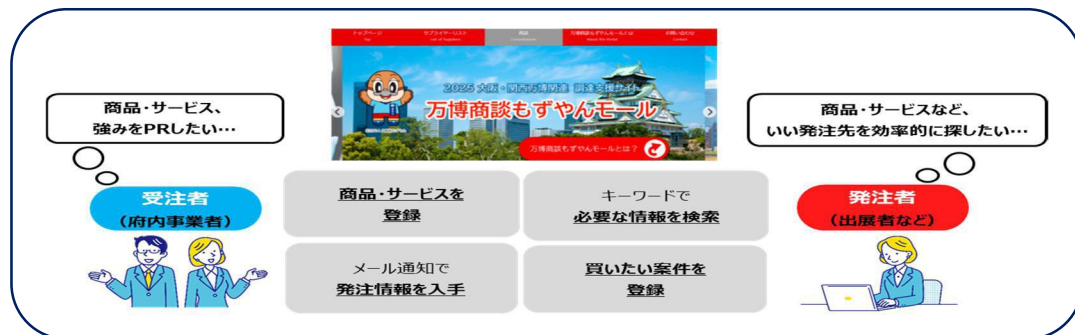 トップページ
サプライヤーリスト
商談
万博商談もずやんモールとは
お問い合わせ
Top
List of Suppliers
Consultations
About this Portal
Contact
2025 大阪・関西万博関連 調達支援サイト
万博商談もずやんモール
万博商談もずやんモールとは?
商品・サービス、
強みをPRしたい…
商品・サービスなど、
いい発注先を効率的に探したい…
受注者
(府内事業者)
商品・サービスを
登録
キーワードで
必要な情報を検索
発注者
(出展者など)
メール通知で
発注情報を入手
買いたい案件を
登録